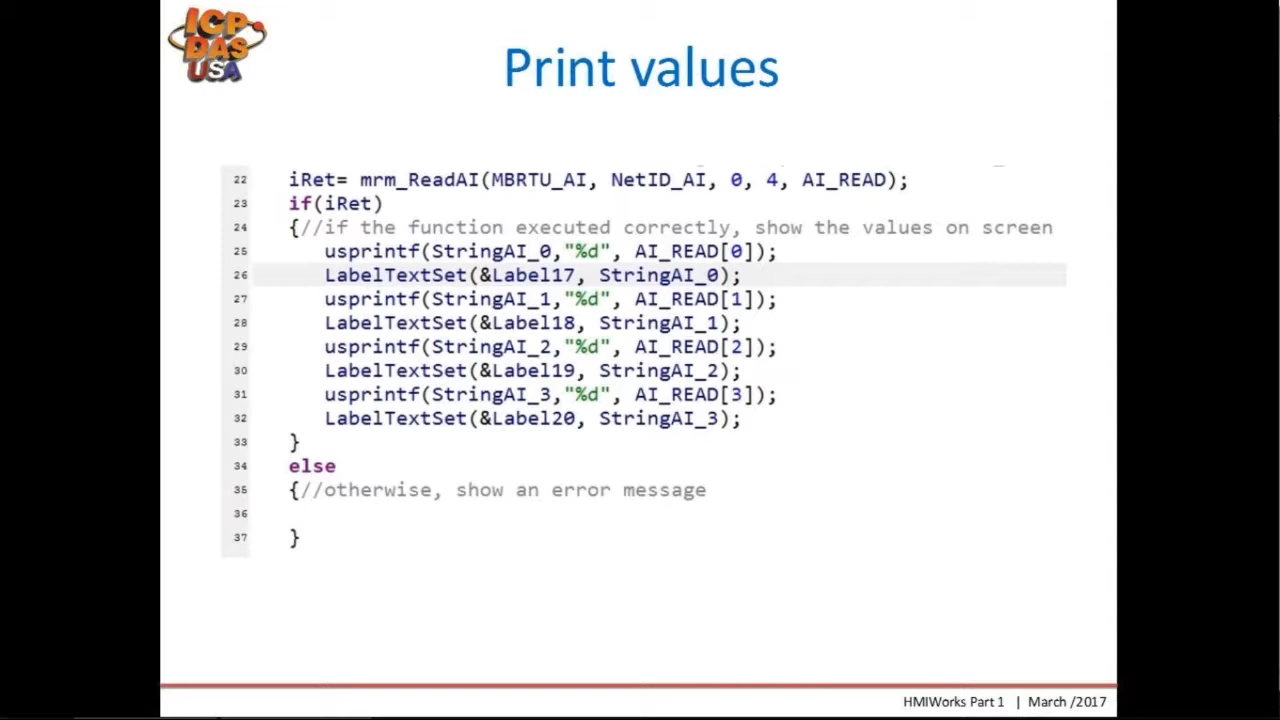 ICP
DAS
USA
Print values
22 iRet= mrm_ReadAI(MBRTU_AI, NetID_AI, 0, 4, AI_READ);
23 if(iRet)
24 {//if the function executed correctly, show the values on screen
25 usprintf(StringAI_0,"%d", AI_READ[0]);
26 LabelTextSet(&Label17, StringAI_0);
27 usprintf(StringAI_1,"%d", AI_READ[1]);
28 LabelTextSet(&Label18, StringAI_1);
29 usprintf(StringAI_2,"%d", AI_READ[2]);
30 LabelTextSet(&Label19, StringAI_2);
31 usprintf(StringAI_3,"%d", AI_READ[3]);
32 LabelTextSet(&Label20, StringAI_3);
33 }
34 else
35 {//otherwise, show an error message
36
37 }
HMIWorks Part 1 | March /2017